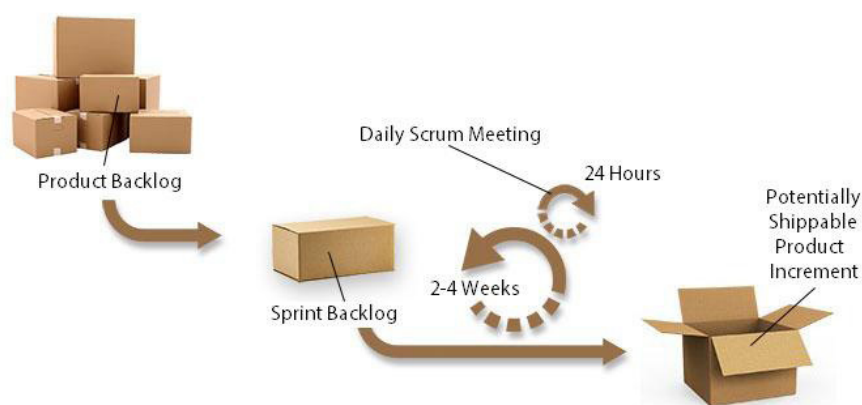 Product Backlog
Daily Scrum Meeting
24 Hours
2-4 Weeks
Sprint Backlog
Potentially
Shippable
Product
Increment